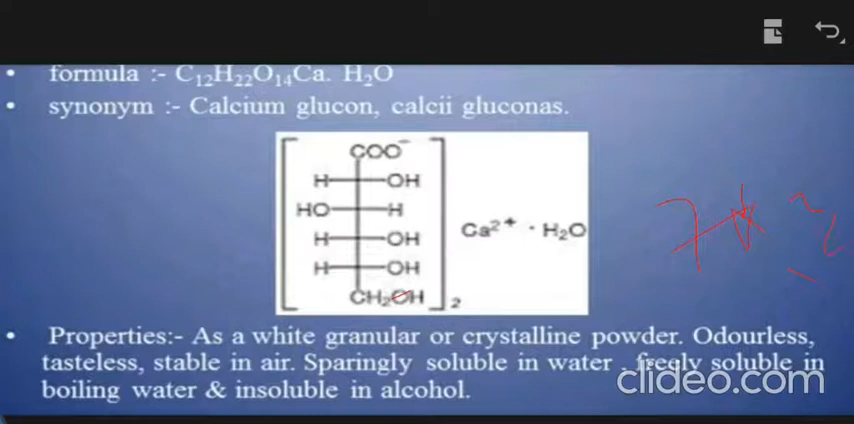 • formula :- C₁₂H₂₂O₁₄Ca. H₂O
• synonym :- Calcium glucon, calcii gluconas.
COO⁻
H OH
HO H
H OH
Ca²⁺ · H₂O
H OH
CH₂OH
2
• Properties:- As a white granular or crystalline powder. Odourless,
tasteless, stable in air. Sparingly soluble in water . freely soluble in
boiling water & insoluble in alcohol.
clideo.com